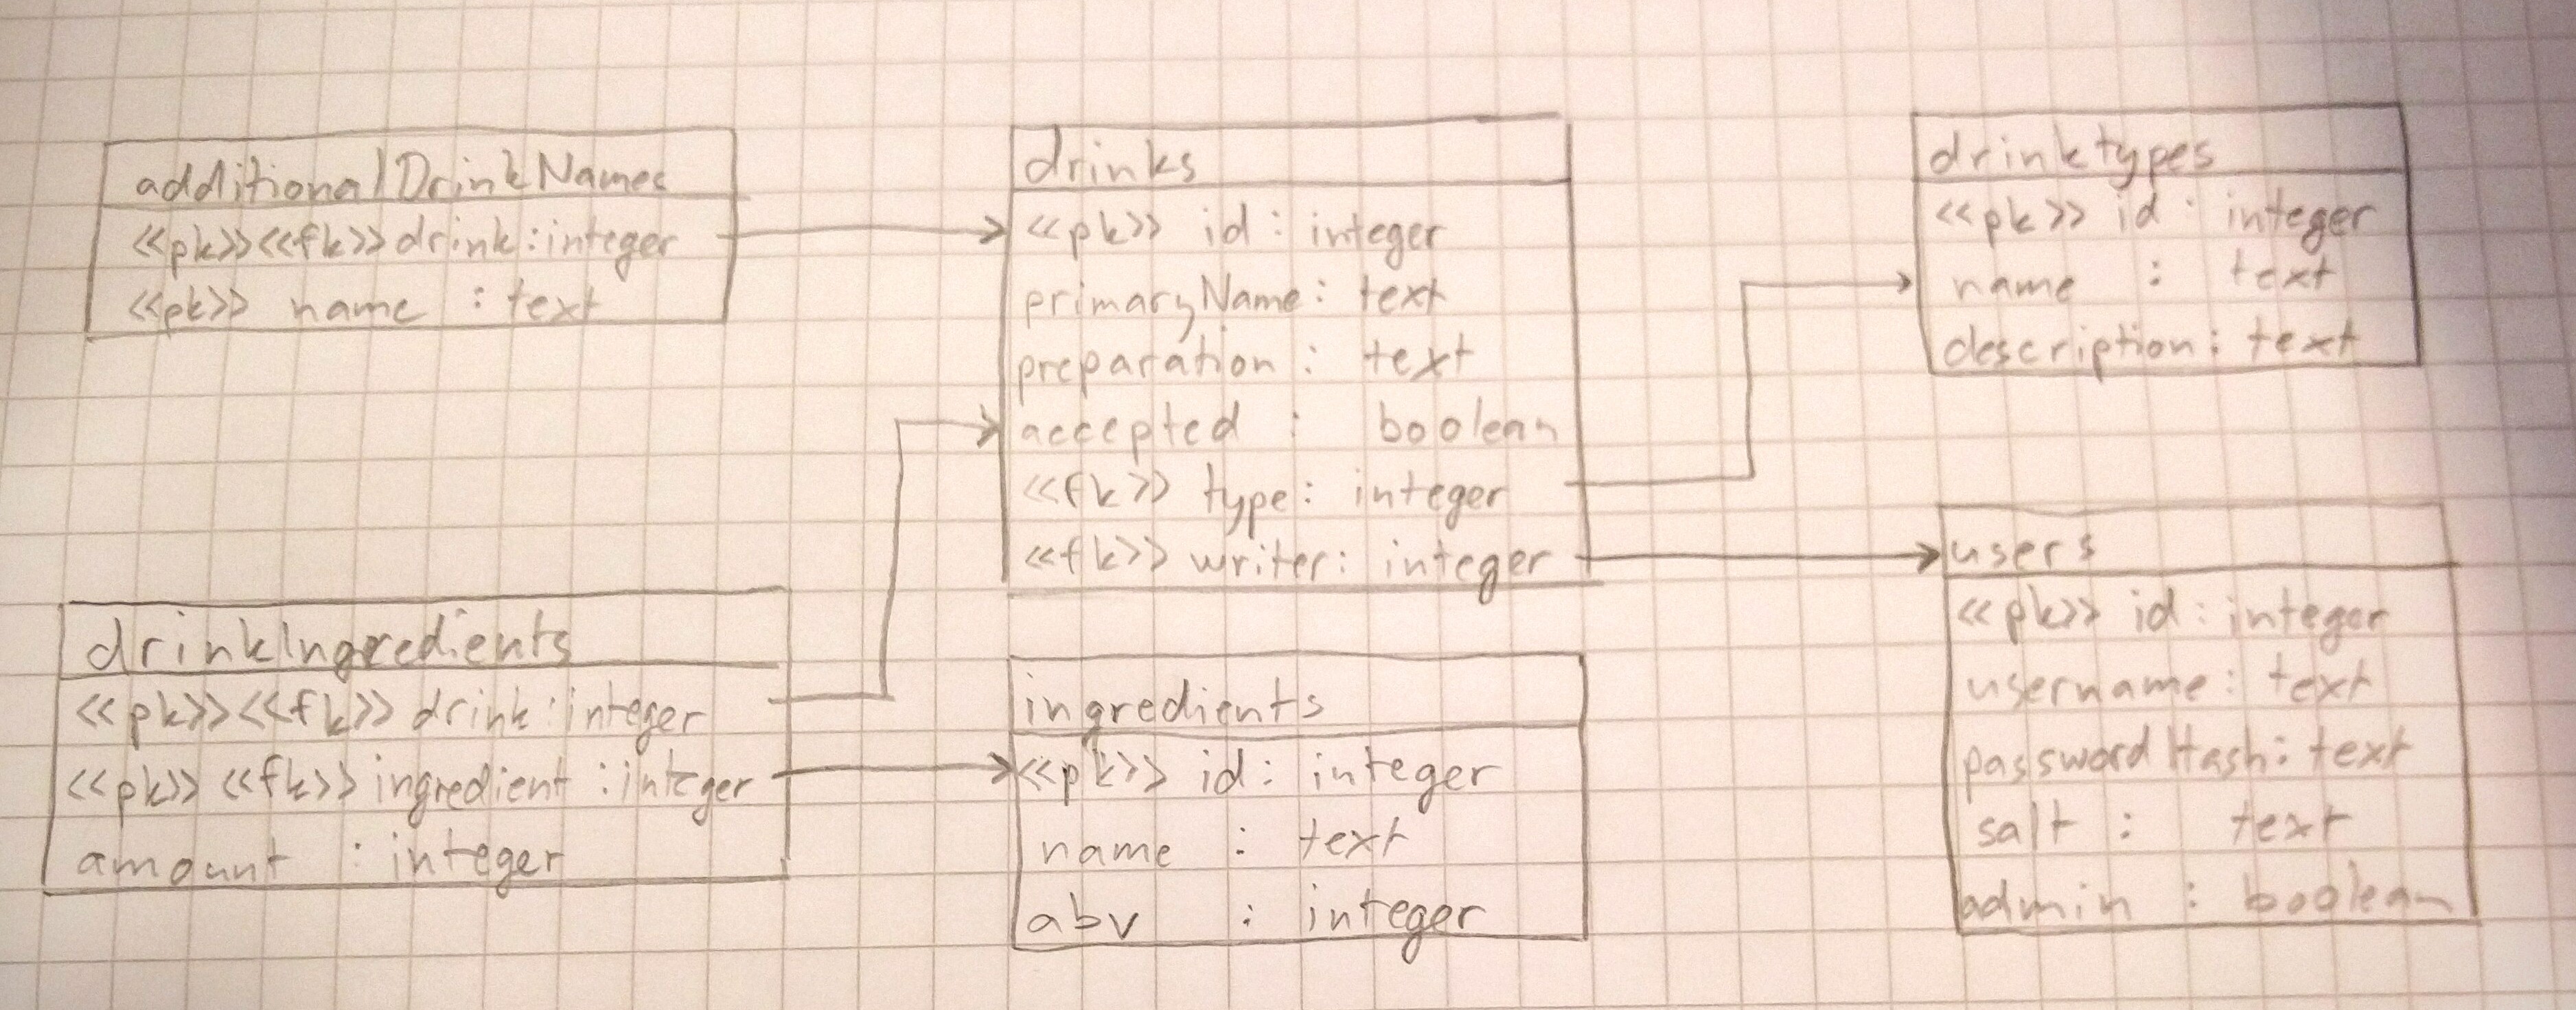 additionalDrinkNames
<<pk>><<fk>> drink : integer
<<pk>> name : text
drinks
<<pk>> id : integer
primaryName : text
preparation : text
accepted : boolean
<<fk>> type : integer
<<fk>> writer : integer
drinktypes
<<pk>> id : integer
name : text
description : text
drinkIngredients
<<pk>><<fk>> drink : integer
<<pk>> <<fk>> ingredient : integer
amount : integer
ingredients
<<pk>> id : integer
name : text
abv : integer
users
<<pk>> id : integer
username : text
passwordHash : text
salt : text
admin : boolean